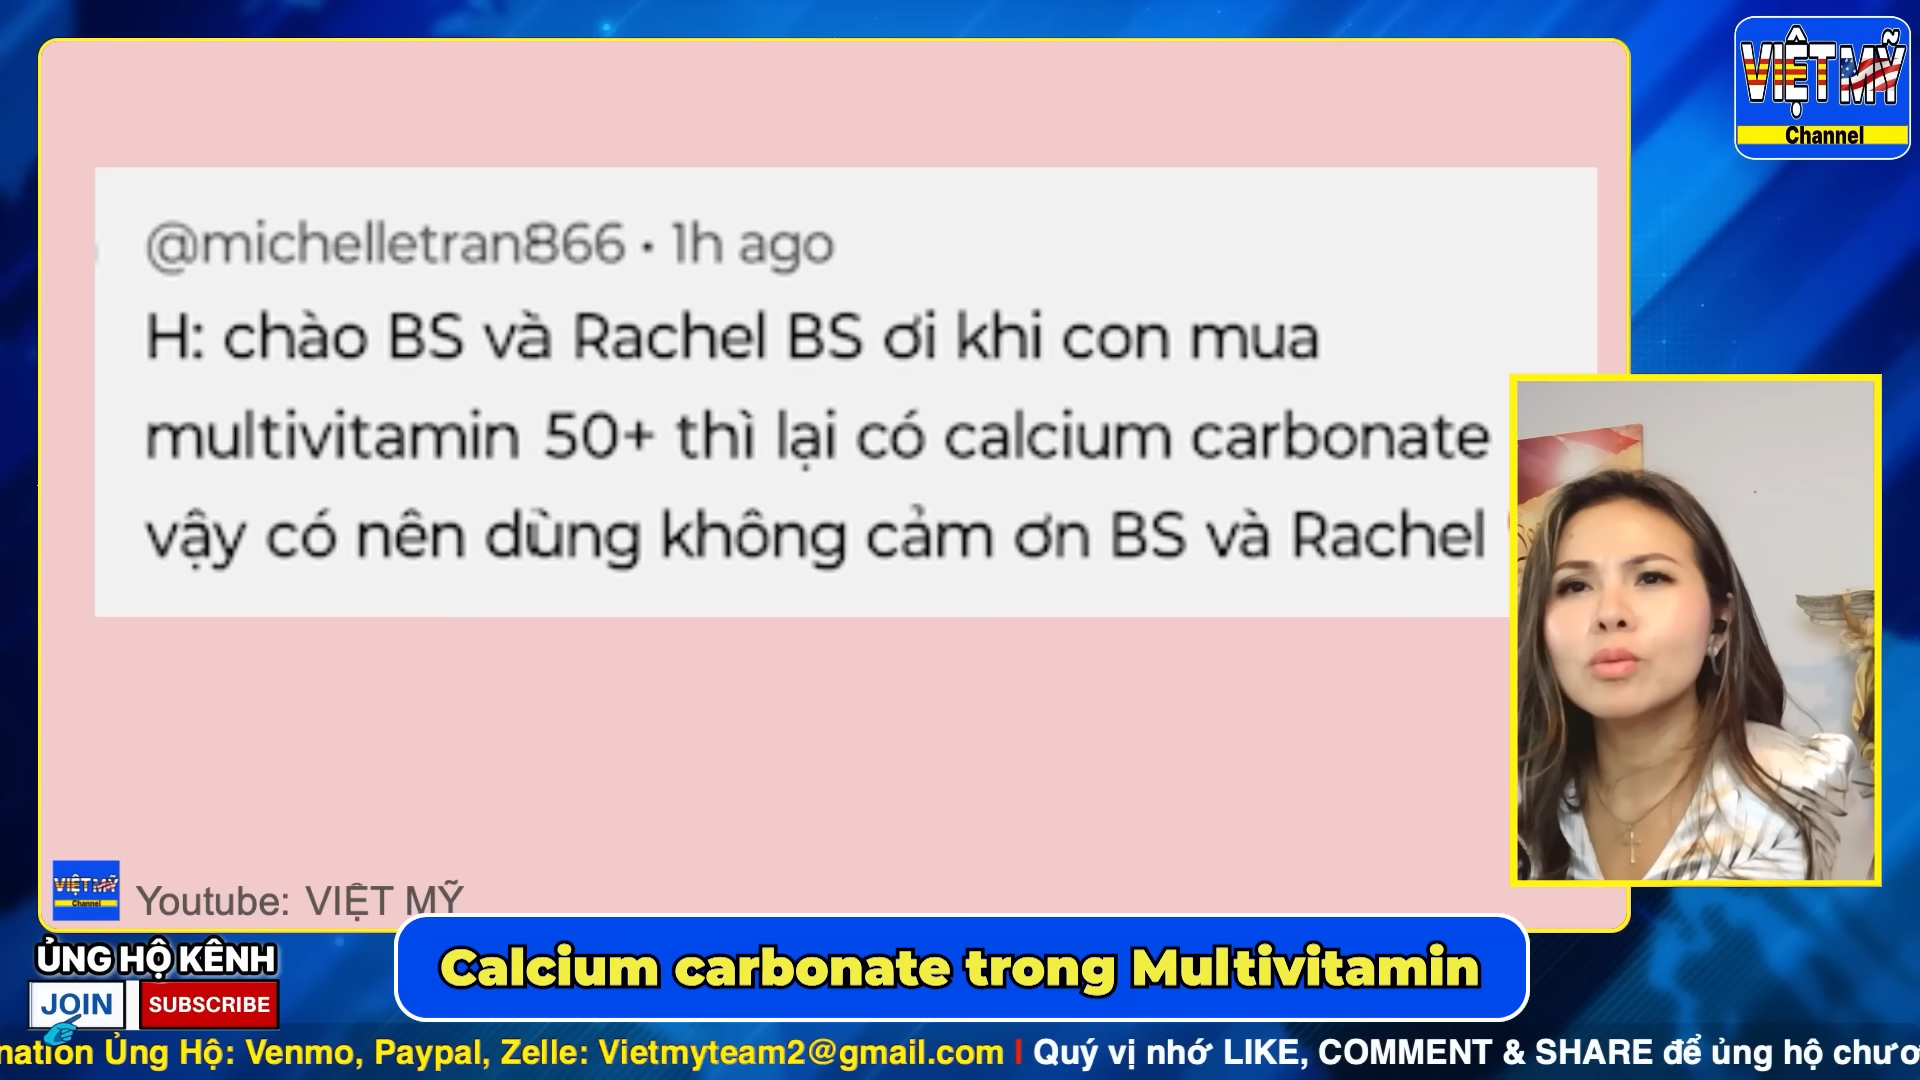 VIỆT MỸ
Channel
@michelletran866 • 1h ago
H: chào BS và Rachel BS ơi khi con mua
multivitamin 50+ thì lại có calcium carbonate
vậy có nên dùng không cảm ơn BS và Rachel
VIỆT MỸ
Channel
Youtube: VIỆT MỸ
Calcium carbonate trong Multivitamin
ỦNG HỘ KÊNH
JOIN
SUBSCRIBE
nation Ủng Hộ: Venmo, Paypal, Zelle: Vietmyteam2@gmail.com | Quý vị nhớ LIKE, COMMENT & SHARE để ủng hộ